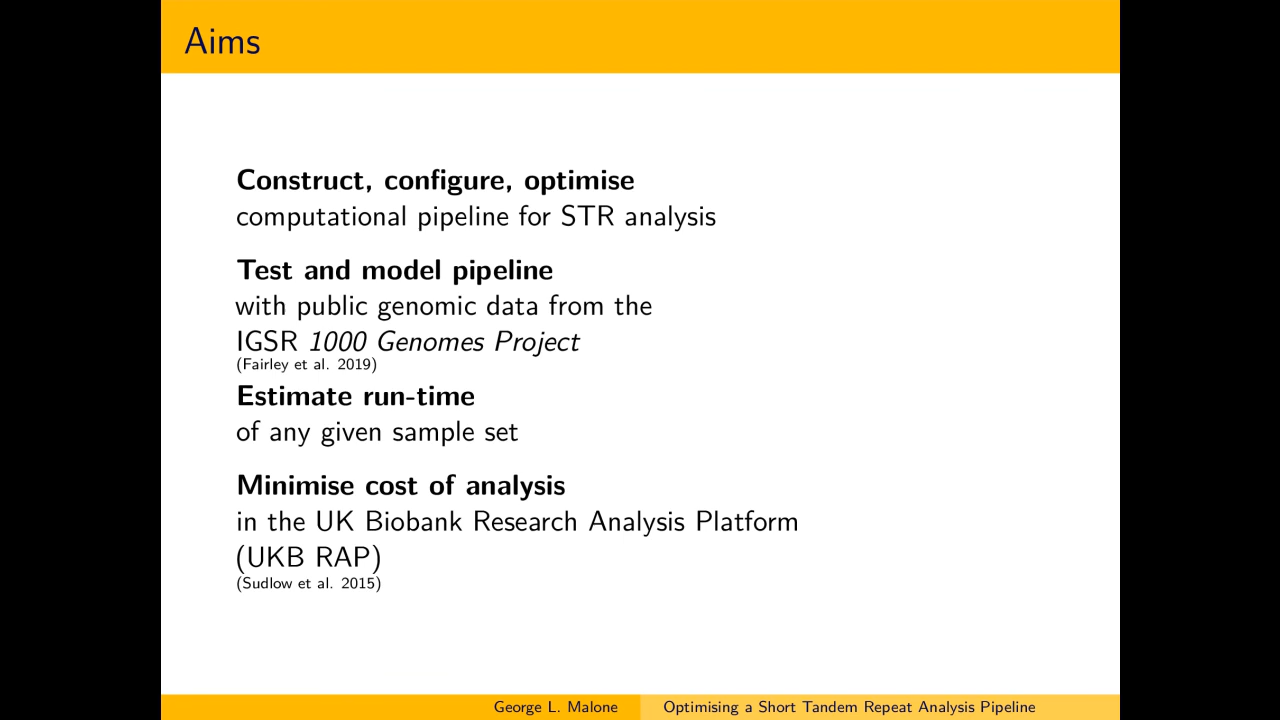 Aims
Construct, configure, optimise
computational pipeline for STR analysis
Test and model pipeline
with public genomic data from the
IGSR 1000 Genomes Project
(Fairley et al. 2019)
Estimate run-time
of any given sample set
Minimise cost of analysis
in the UK Biobank Research Analysis Platform
(UKB RAP)
(Sudlow et al. 2015)
George L. Malone
Optimising a Short Tandem Repeat Analysis Pipeline